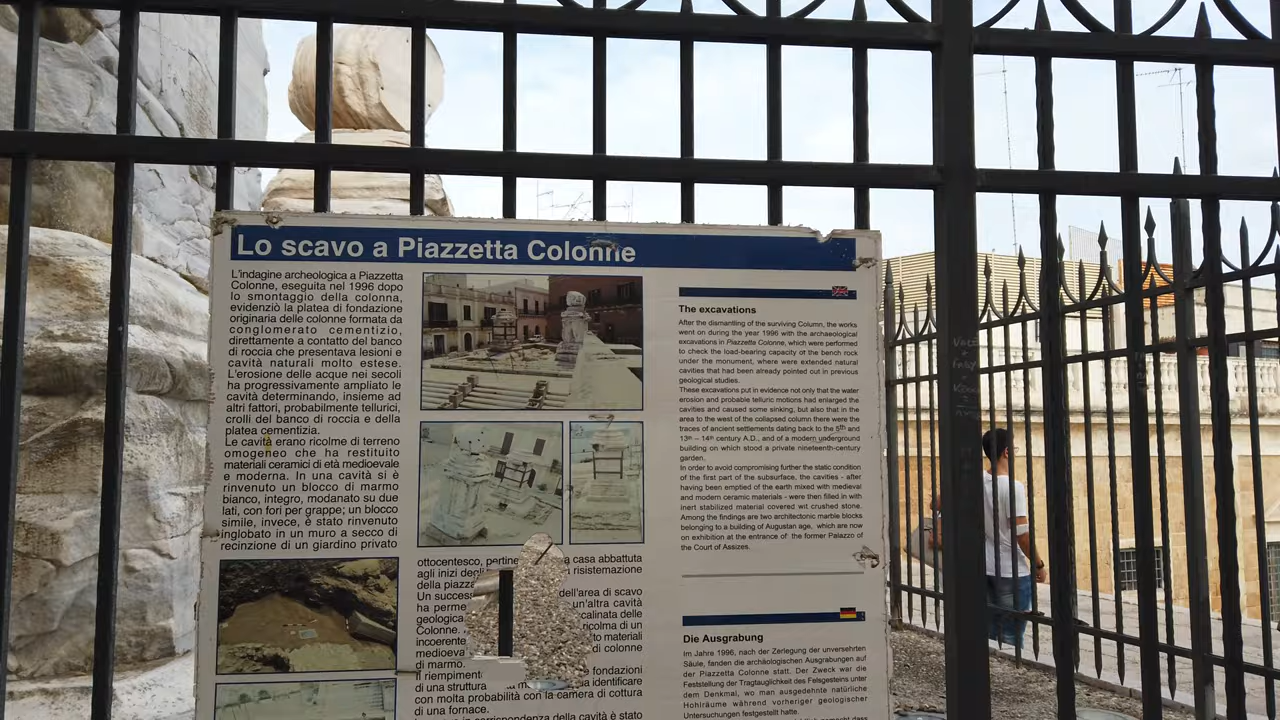 Lo scavo a Piazzetta Colonne
L'indagine archeologica a Piazzetta
Colonne, eseguita nel 1996 dopo
lo smontaggio della colonna,
evidenziò la platea di fondazione
originaria delle colonne formata da
conglomerato cementizio,
direttamente a contatto del banco
di roccia che presentava lesioni e
cavità naturali molto estese.
L'erosione delle acque nei secoli
ha progressivamente ampliato le
cavità determinando, insieme ad
altri fattori, probabilmente tellurici,
crolli del banco di roccia e della
platea cementizia.
Le cavità erano ricolme di terreno
omogeneo che ha restituito
materiali ceramici di età medioevale
e moderna. In una cavità si è
rinvenuto un blocco di marmo
bianco, integro, modanato su due
lati, con fori per grappe; un blocco
simile, invece, è stato rinvenuto
inglobato in un muro a secco di
recinzione di un giardino privato
ottocentesco, casa abbattuta
agli inizi risistemazione
della piazza
Un dell'area di scavo
ha un'altra cavità
geologica
Colonne. ricolma di un
incoerente materiali
di colonne
di marmo.
riempimento fondazioni
di una struttura identificare
con molta probabilità con la camera di cottura
di una fornace.
in corrispondenza della cavità è stato
The excavations
After the dismantling of the surviving Column, the works
went on during the year 1996 with the archaeological
excavations in Piazzetta Colonne, which were performed
to check the load-bearing capacity of the bench rock
under the monument, where were extended natural
cavities that had been already pointed out in previous
geological studies.
These excavations put in evidence not only that the water
erosion and probable telluric motions had enlarged the
cavities and caused some sinking, but also that in the
area to the west of the collapsed column there were the
traces of ancient settlements dating back to the 5th and
13th – 14th century A.D., and of a modern underground
building on which stood a private nineteenth-century
garden.
In order to avoid compromising further the static condition
of the first part of the subsurface, the cavities - after
having been emptied of the earth mixed with medieval
and modern ceramic materials - were then filled in with
inert stabilized material covered wit crushed stone.
Among the findings are two architectonic marble blocks
belonging to a building of Augustan age, which are now
on exhibition at the entrance of the former Palazzo of
the Court of Assizes.
Die Ausgrabung
Im Jahre 1996, nach der Zerlegung der unversehrten
Säule, fanden die archäologischen Ausgrabungen auf
der Piazzetta Colonne statt. Der Zweck war die
Feststellung der Tragtauglichkeit des Felsgesteins unter
dem Denkmal, wo man ausgedehnte natürliche
Hohlräume während vorheriger geologischer
Untersuchungen festgestellt hatte.